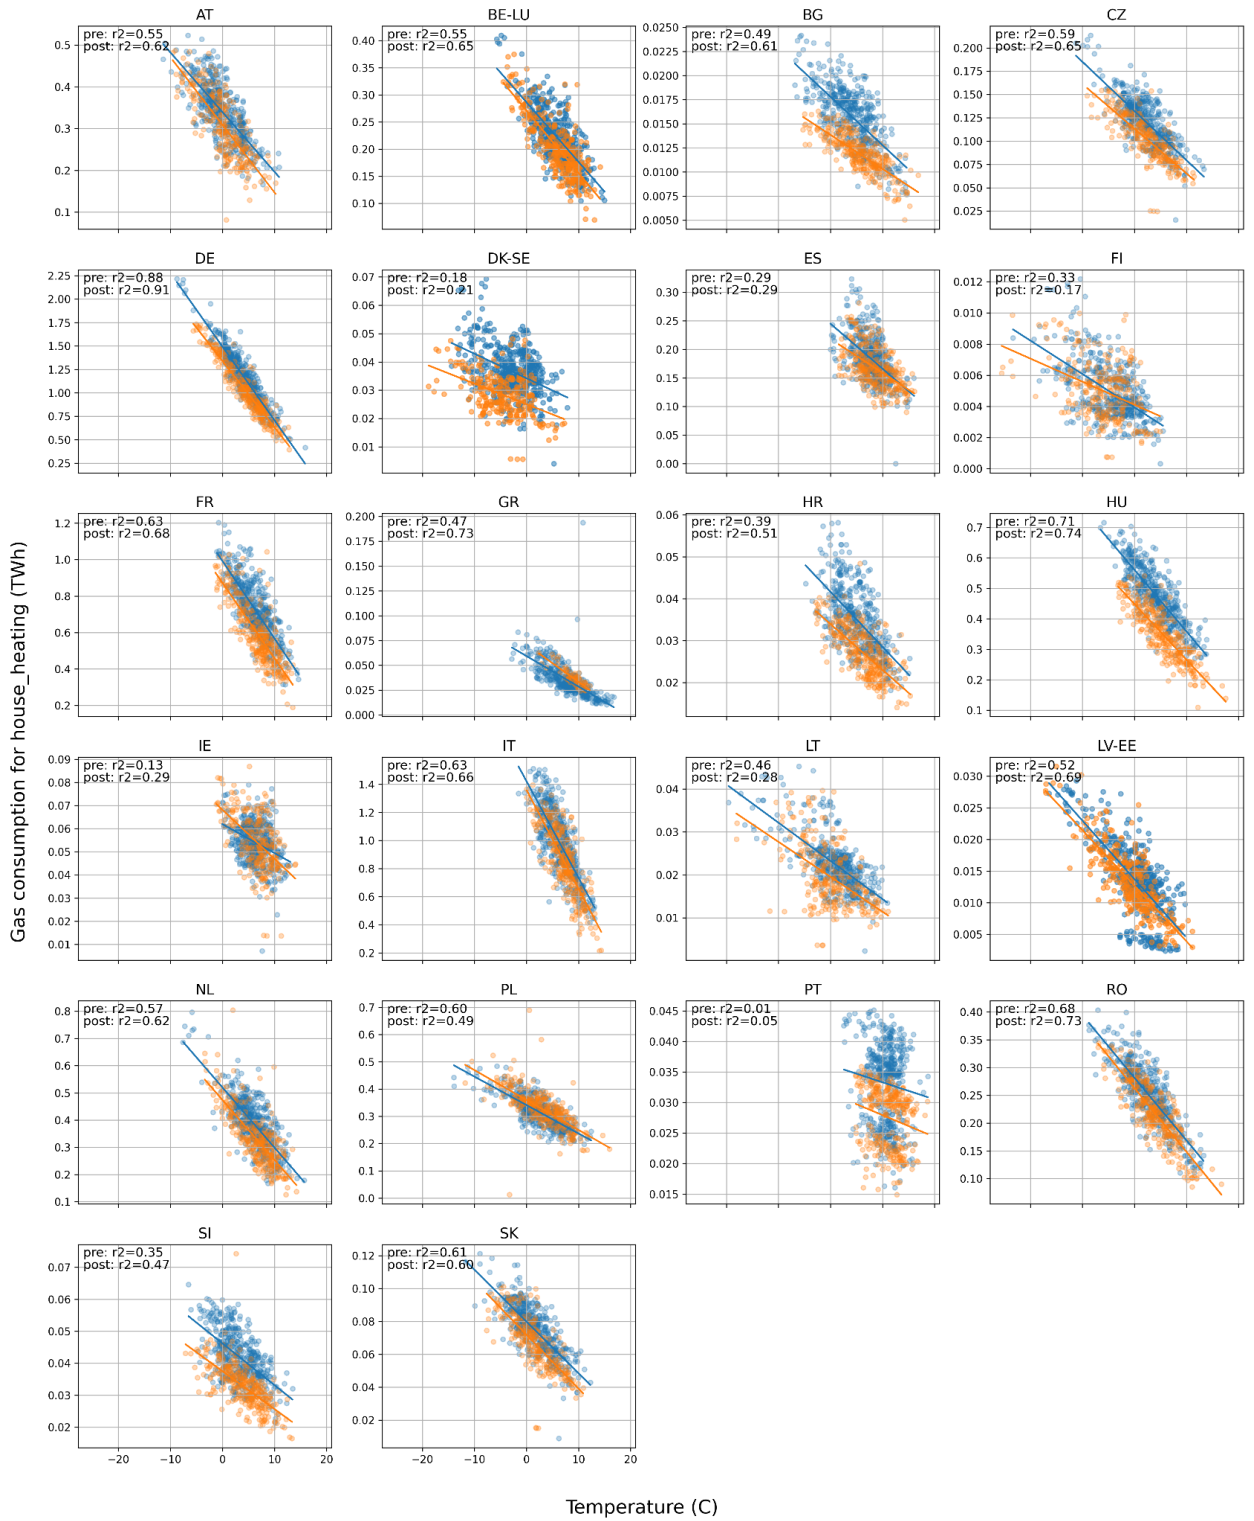 AT
BE-LU
BG
CZ
pre: r2=0.55
post: r2=0.62
pre: r2=0.55
post: r2=0.65
pre: r2=0.49
post: r2=0.61
pre: r2=0.59
post: r2=0.65
0.5
0.4
0.3
0.2
0.1
0.40
0.35
0.30
0.25
0.20
0.15
0.10
0.0250
0.0225
0.0200
0.0175
0.0150
0.0125
0.0100
0.0075
0.0050
0.200
0.175
0.150
0.125
0.100
0.075
0.050
0.025
DE
DK-SE
ES
FI
pre: r2=0.88
post: r2=0.91
pre: r2=0.18
post: r2=0.21
pre: r2=0.29
post: r2=0.29
pre: r2=0.33
post: r2=0.17
2.25
2.00
1.75
1.50
1.25
1.00
0.75
0.50
0.25
0.07
0.06
0.05
0.04
0.03
0.02
0.01
0.30
0.25
0.20
0.15
0.10
0.05
0.00
0.012
0.010
0.008
0.006
0.004
0.002
0.000
FR
GR
HR
HU
pre: r2=0.63
post: r2=0.68
pre: r2=0.47
post: r2=0.73
pre: r2=0.39
post: r2=0.51
pre: r2=0.71
post: r2=0.74
1.2
1.0
0.8
0.6
0.4
0.2
0.200
0.175
0.150
0.125
0.100
0.075
0.050
0.025
0.000
0.06
0.05
0.04
0.03
0.02
0.7
0.6
0.5
0.4
0.3
0.2
0.1
Gas consumption for house_heating (TWh)
IE
IT
LT
LV-EE
pre: r2=0.13
post: r2=0.29
pre: r2=0.63
post: r2=0.66
pre: r2=0.46
post: r2=0.28
pre: r2=0.52
post: r2=0.69
0.09
0.08
0.07
0.06
0.05
0.04
0.03
0.02
0.01
1.4
1.2
1.0
0.8
0.6
0.4
0.2
0.04
0.03
0.02
0.01
0.030
0.025
0.020
0.015
0.010
0.005
NL
PL
PT
RO
pre: r2=0.57
post: r2=0.62
pre: r2=0.60
post: r2=0.49
pre: r2=0.01
post: r2=0.05
pre: r2=0.68
post: r2=0.73
0.8
0.7
0.6
0.5
0.4
0.3
0.2
0.1
0.7
0.6
0.5
0.4
0.3
0.2
0.1
0.0
0.045
0.040
0.035
0.030
0.025
0.020
0.015
0.40
0.35
0.30
0.25
0.20
0.15
0.10
SI
SK
pre: r2=0.35
post: r2=0.47
pre: r2=0.61
post: r2=0.60
0.07
0.06
0.05
0.04
0.03
0.02
0.12
0.10
0.08
0.06
0.04
0.02
−20 −10 0 10 20
−20 −10 0 10 20
Temperature (C)